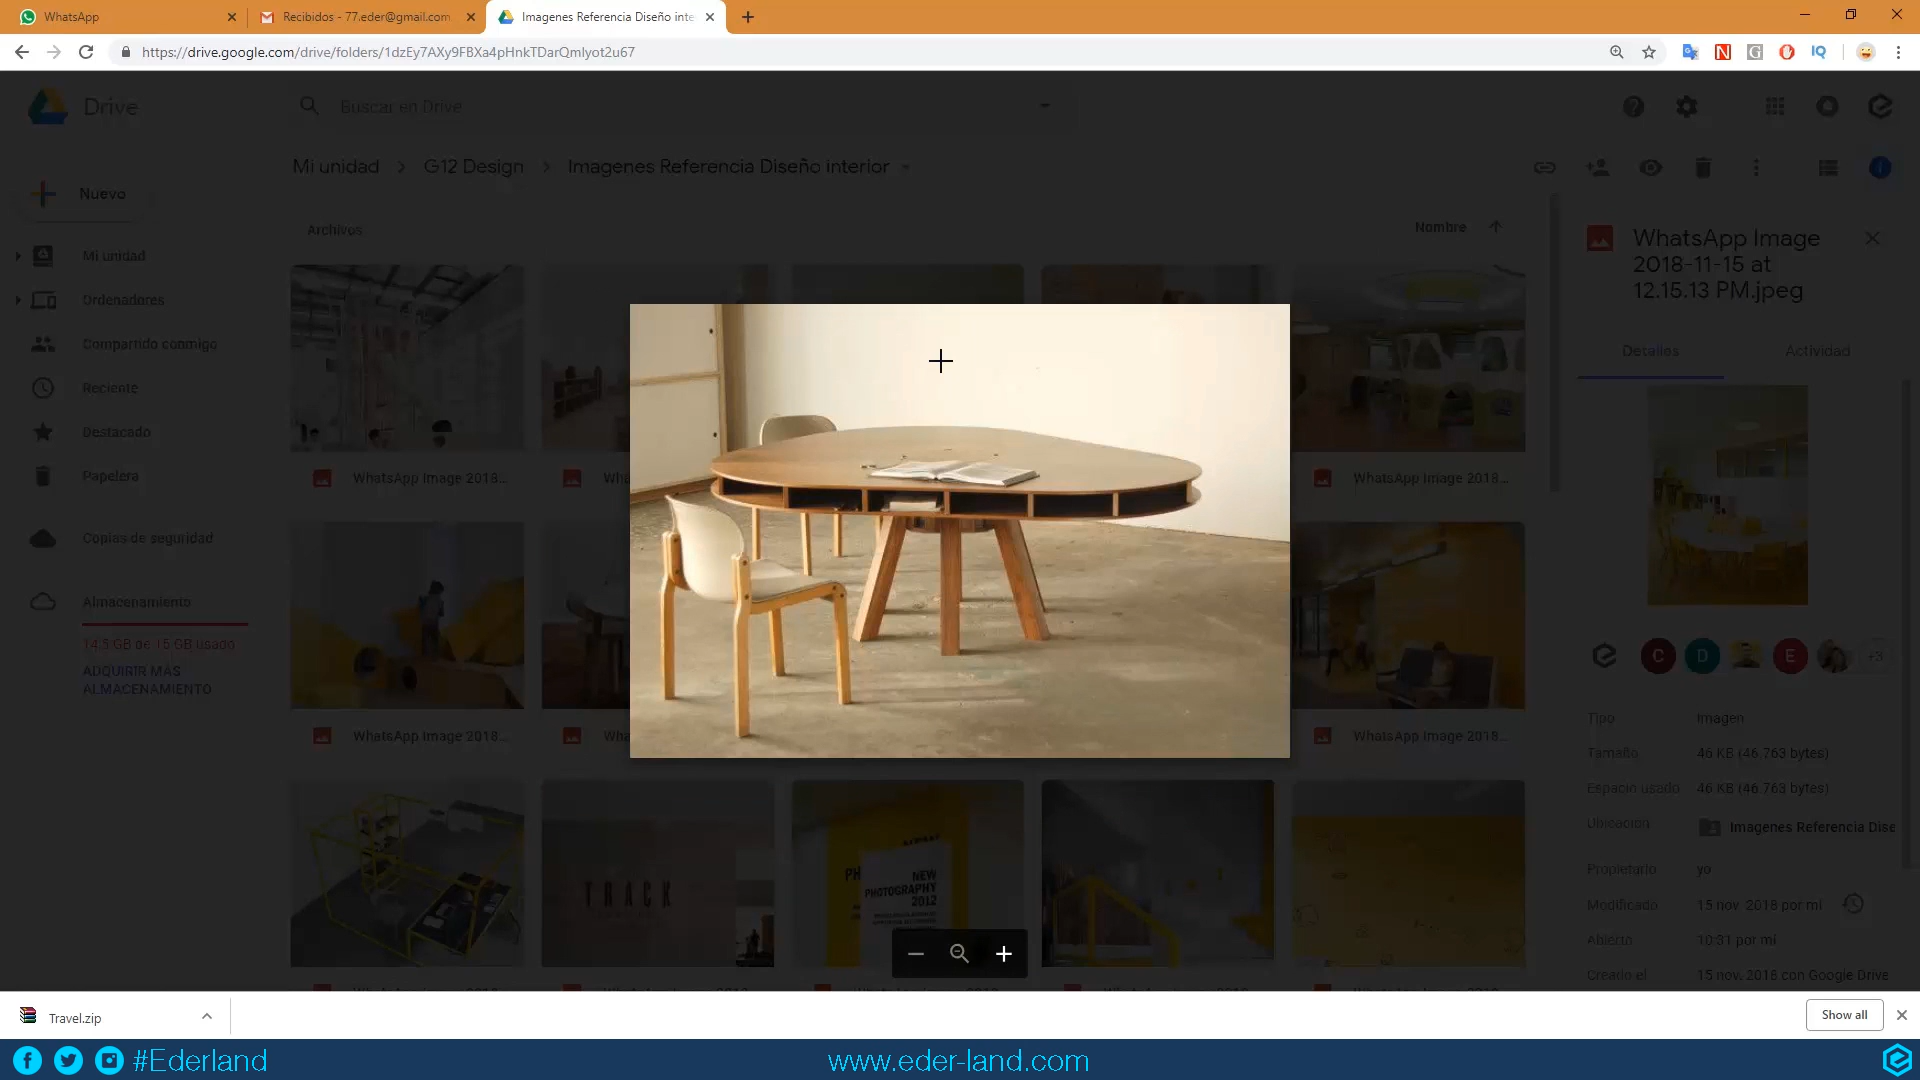 WhatsApp
Recibidos - 77.eder@gmail.com
Imagenes Referencia Diseño inte
https://drive.google.com/drive/folders/1dzEy7AXy9FBXa4pHnkTDarQmIyot2u67
Drive
Buscar en Drive
Mi unidad > G12 Design > Imagenes Referencia Diseño interior
Nuevo
Archivos
Nombre
WhatsApp Image
2018-11-15 at
12.15.13 PM.jpeg
Mi unidad
Ordenadores
Compartido conmigo
Reciente
Destacado
Papelera
Copias de seguridad
Almacenamiento
14.5 GB de 15 GB usado
ADQUIRIR MÁS
ALMACENAMIENTO
Detalles
Actividad
WhatsApp Image 2018...
WhatsApp Image 2018...
WhatsApp Image 2018...
WhatsApp Image 2018...
C
D
E
+3
Tipo
Imagen
Tamaño
46 KB (46.763 bytes)
Espacio usado
46 KB (46.763 bytes)
Ubicación
Imagenes Referencia Dise
Propietario
yo
Modificado
15 nov. 2018 por mí
Abierto
10:31 por mí
Creado el
15 nov. 2018 con Google Drive
TRACK
NEW
PHOTOGRAPHY
2012
Travel.zip
Show all
#Ederland
www.eder-land.com